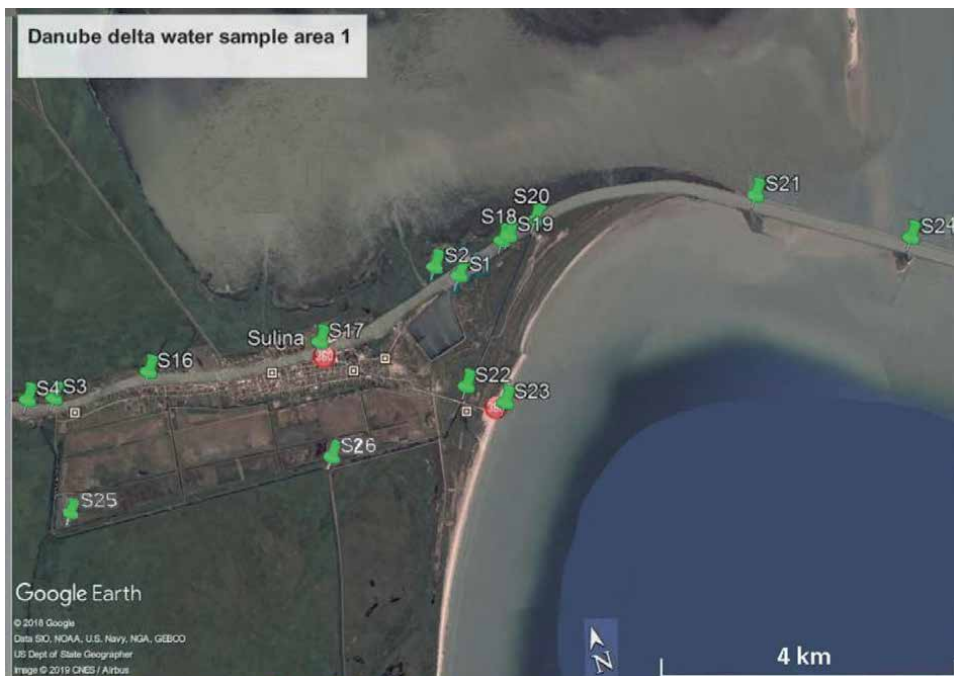 Danube delta water sample area 1
S21
S20
S18
S19
S24
S2
S1
Sulina
S17
S16
S4
S3
S22
S23
S26
S25
Google Earth
© 2018 Google
Data SIO, NOAA, U.S. Navy, NGA, GEBCO
US Dept of State Geographer
Image © 2019 CNES / Airbus
N
4 km